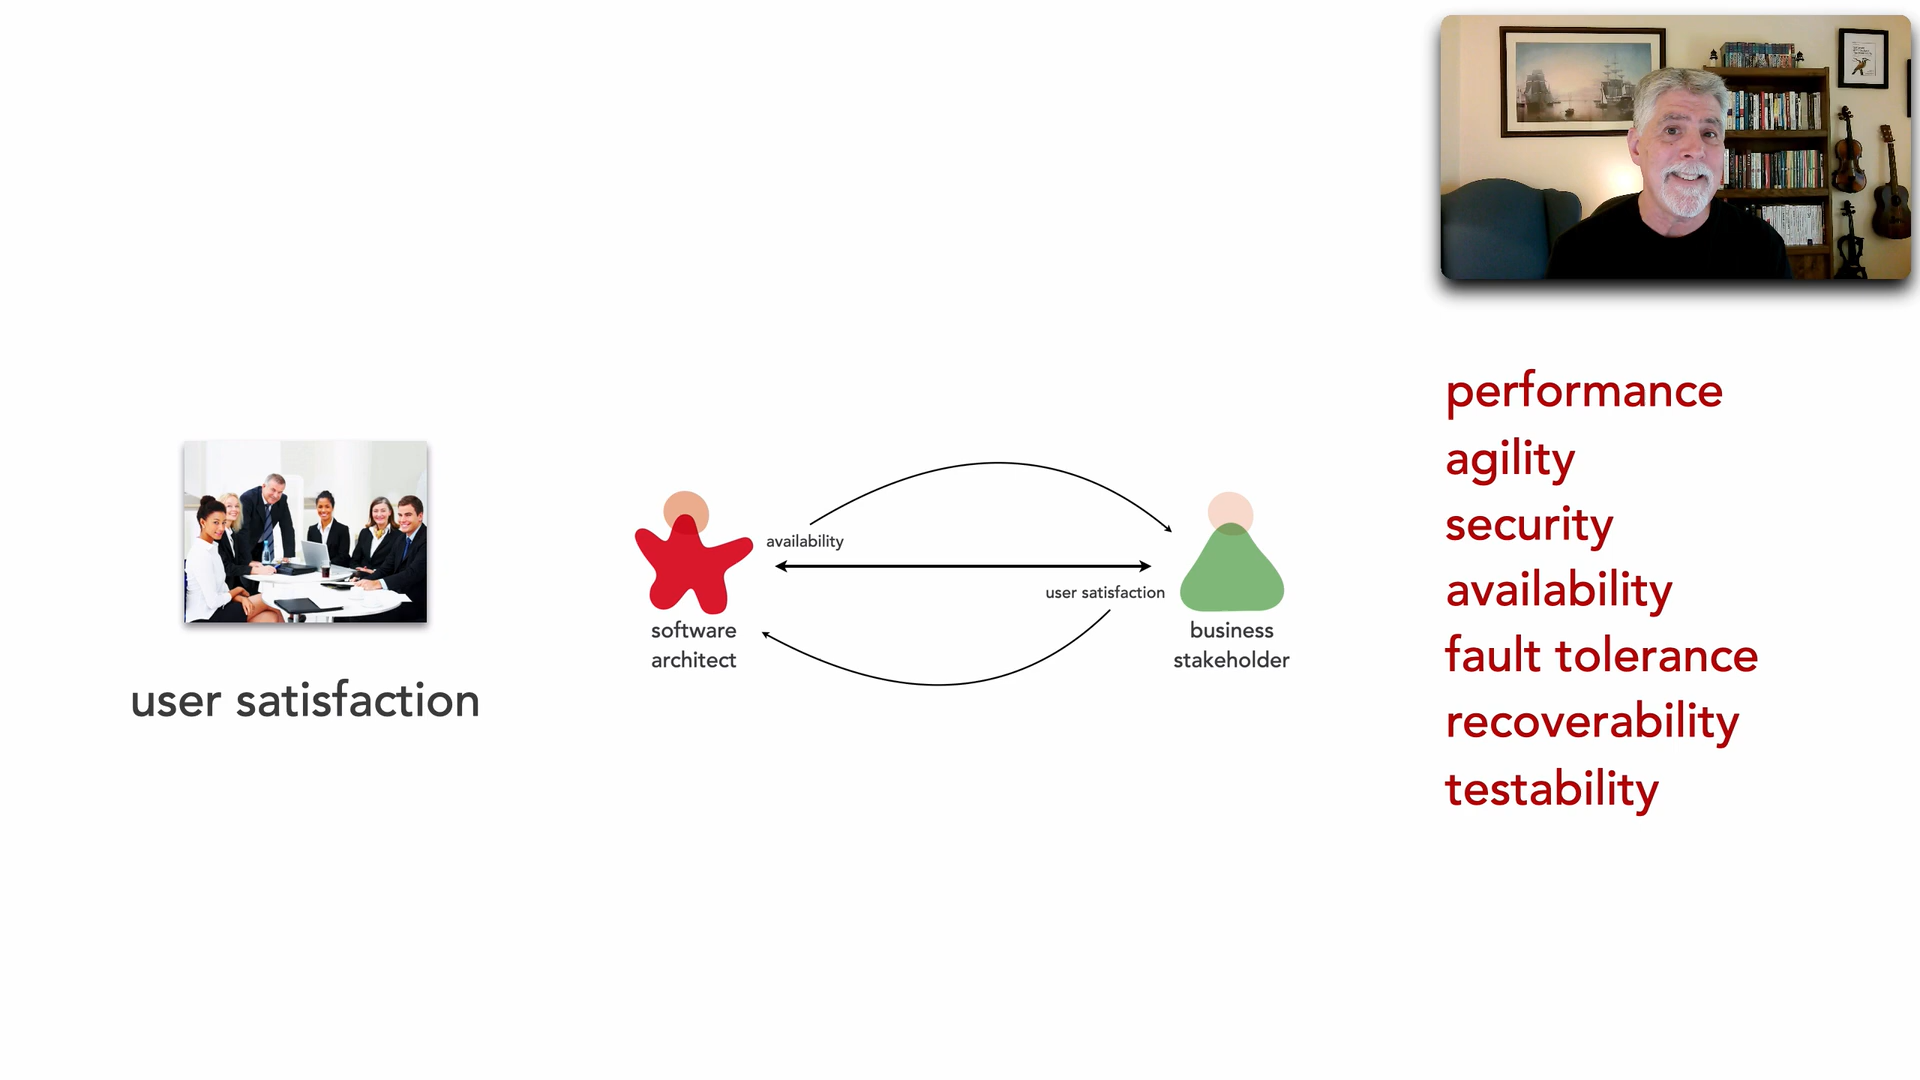 user satisfaction
availability
user satisfaction
software
architect
business
stakeholder
performance
agility
security
availability
fault tolerance
recoverability
testability